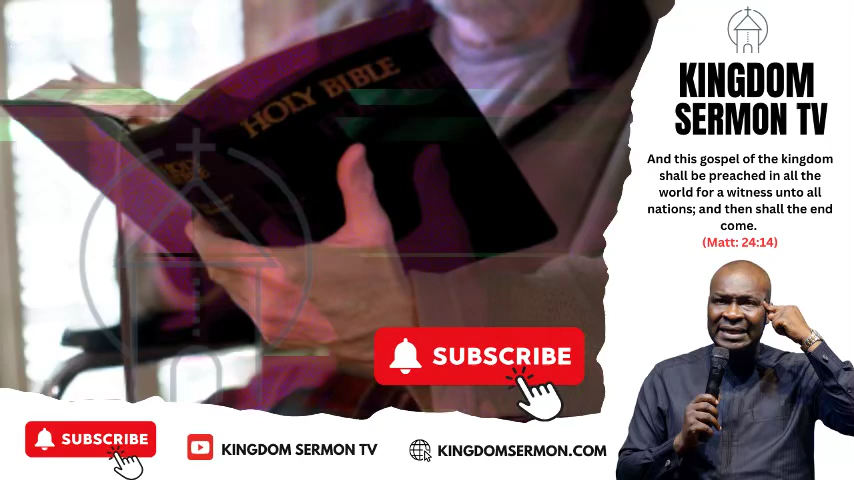 HOLY BIBLE
SUBSCRIBE
KINGDOM
SERMON TV
And this gospel of the kingdom
shall be preached in all the
world for a witness unto all
nations; and then shall the end
come.
(Matt: 24:14)
SUBSCRIBE
KINGDOM SERMON TV
KINGDOMSERMON.COM